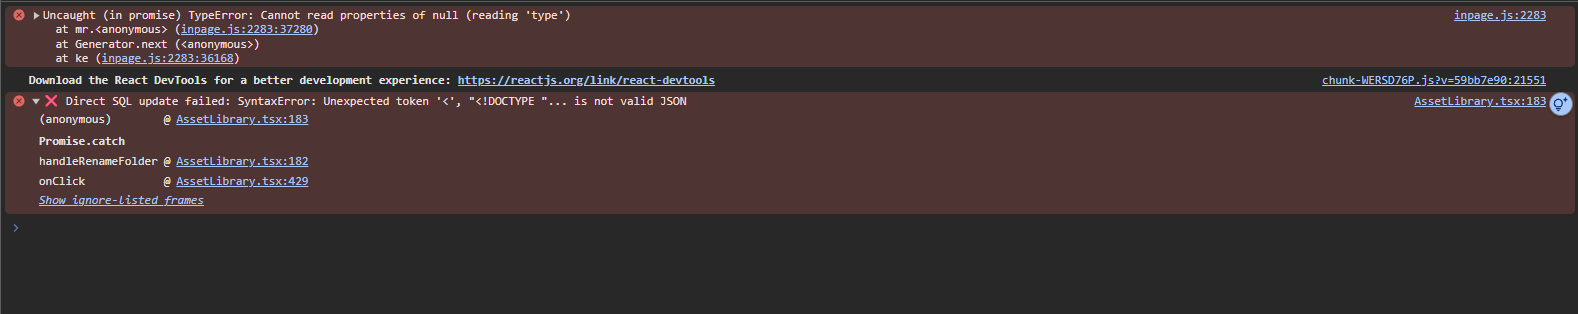 Uncaught (in promise) TypeError: Cannot read properties of null (reading 'type') inpage.js:2283
at mr.<anonymous> (inpage.js:2283:37280)
at Generator.next (<anonymous>)
at ke (inpage.js:2283:36168)
Download the React DevTools for a better development experience: https://reactjs.org/link/react-devtools chunk-WERSD76P.js?v=59bb7e90:21551
❌ Direct SQL update failed: SyntaxError: Unexpected token '<', "<!DOCTYPE "... is not valid JSON AssetLibrary.tsx:183
(anonymous) @ AssetLibrary.tsx:183
Promise.catch
handleRenameFolder @ AssetLibrary.tsx:182
onClick @ AssetLibrary.tsx:429
Show ignore-listed frames